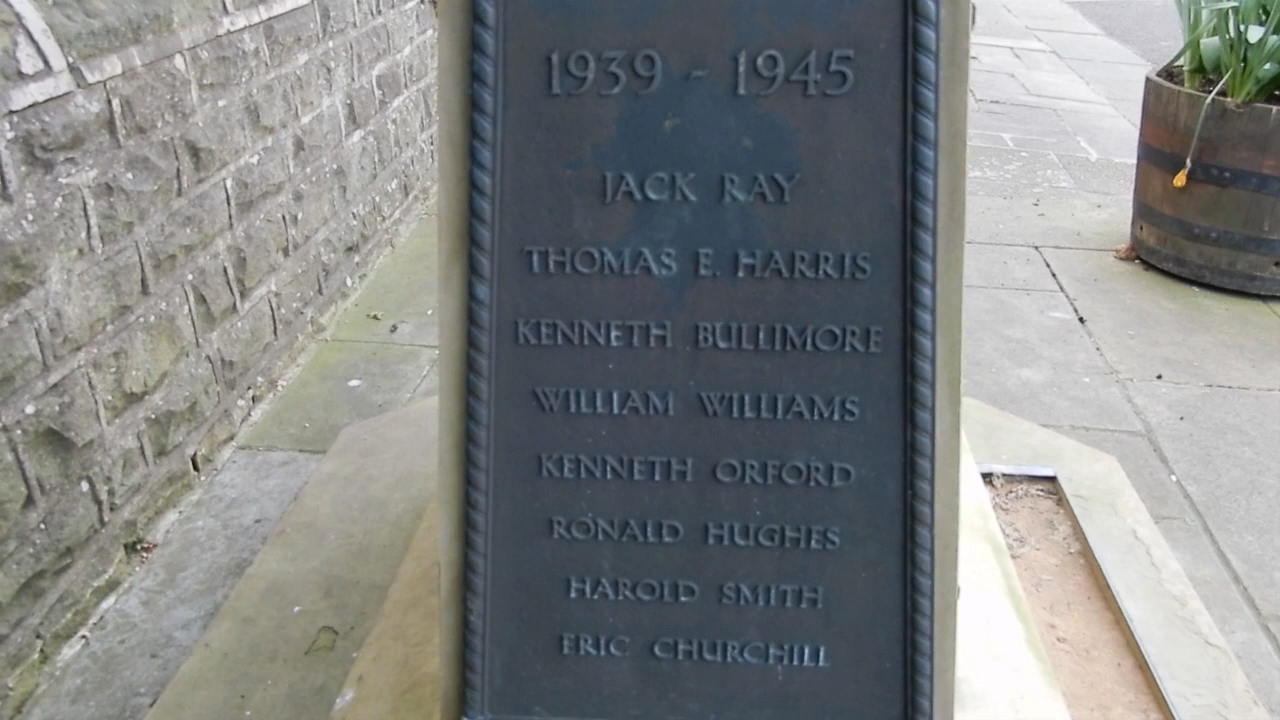 1939 - 1945
JACK RAY
THOMAS E. HARRIS
KENNETH BULLIMORE
WILLIAM WILLIAMS
KENNETH ORFORD
RONALD HUGHES
HAROLD SMITH
ERIC CHURCHILL